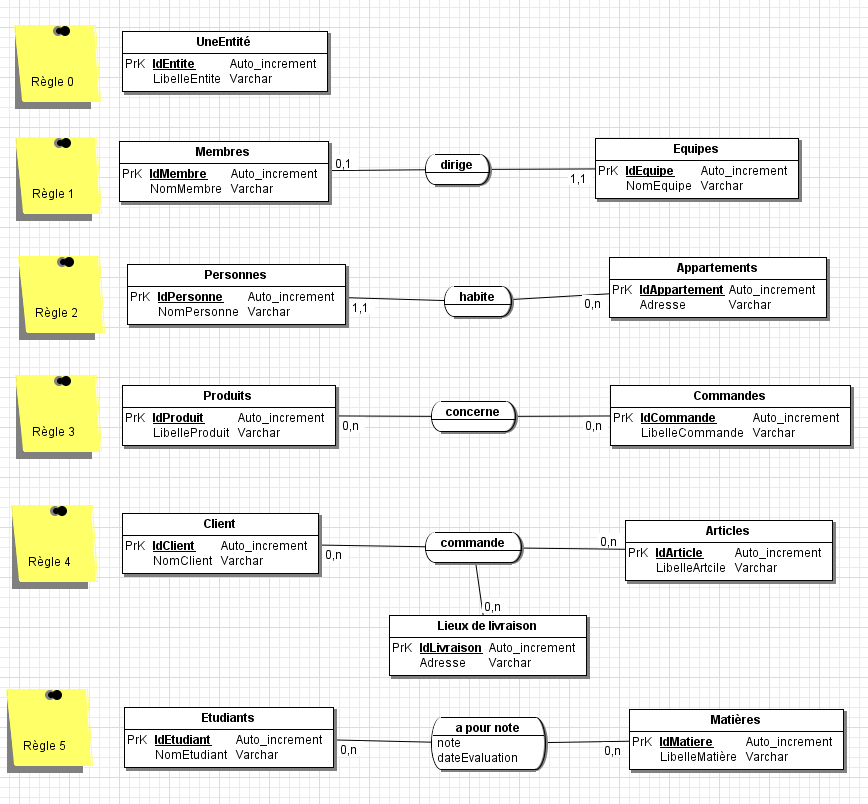 Règle 0
UneEntité
PrK IdEntite Auto_increment
LibelleEntite Varchar
Règle 1
Membres
PrK IdMembre Auto_increment
NomMembre Varchar
0,1
dirige
1,1
Equipes
PrK IdEquipe Auto_increment
NomEquipe Varchar
Règle 2
Personnes
PrK IdPersonne Auto_increment
NomPersonne Varchar
1,1
habite
0,n
Appartements
PrK IdAppartement Auto_increment
Adresse Varchar
Règle 3
Produits
PrK IdProduit Auto_increment
LibelleProduit Varchar
0,n
concerne
0,n
Commandes
PrK IdCommande Auto_increment
LibelleCommande Varchar
Règle 4
Client
PrK IdClient Auto_increment
NomClient Varchar
0,n
commande
0,n
Articles
PrK IdArticle Auto_increment
LibelleArtcile Varchar
0,n
Lieux de livraison
PrK IdLivraison Auto_increment
Adresse Varchar
Règle 5
Etudiants
PrK IdEtudiant Auto_increment
NomEtudiant Varchar
0,n
a pour note
note
dateEvaluation
0,n
Matières
PrK IdMatiere Auto_increment
LibelleMatière Varchar